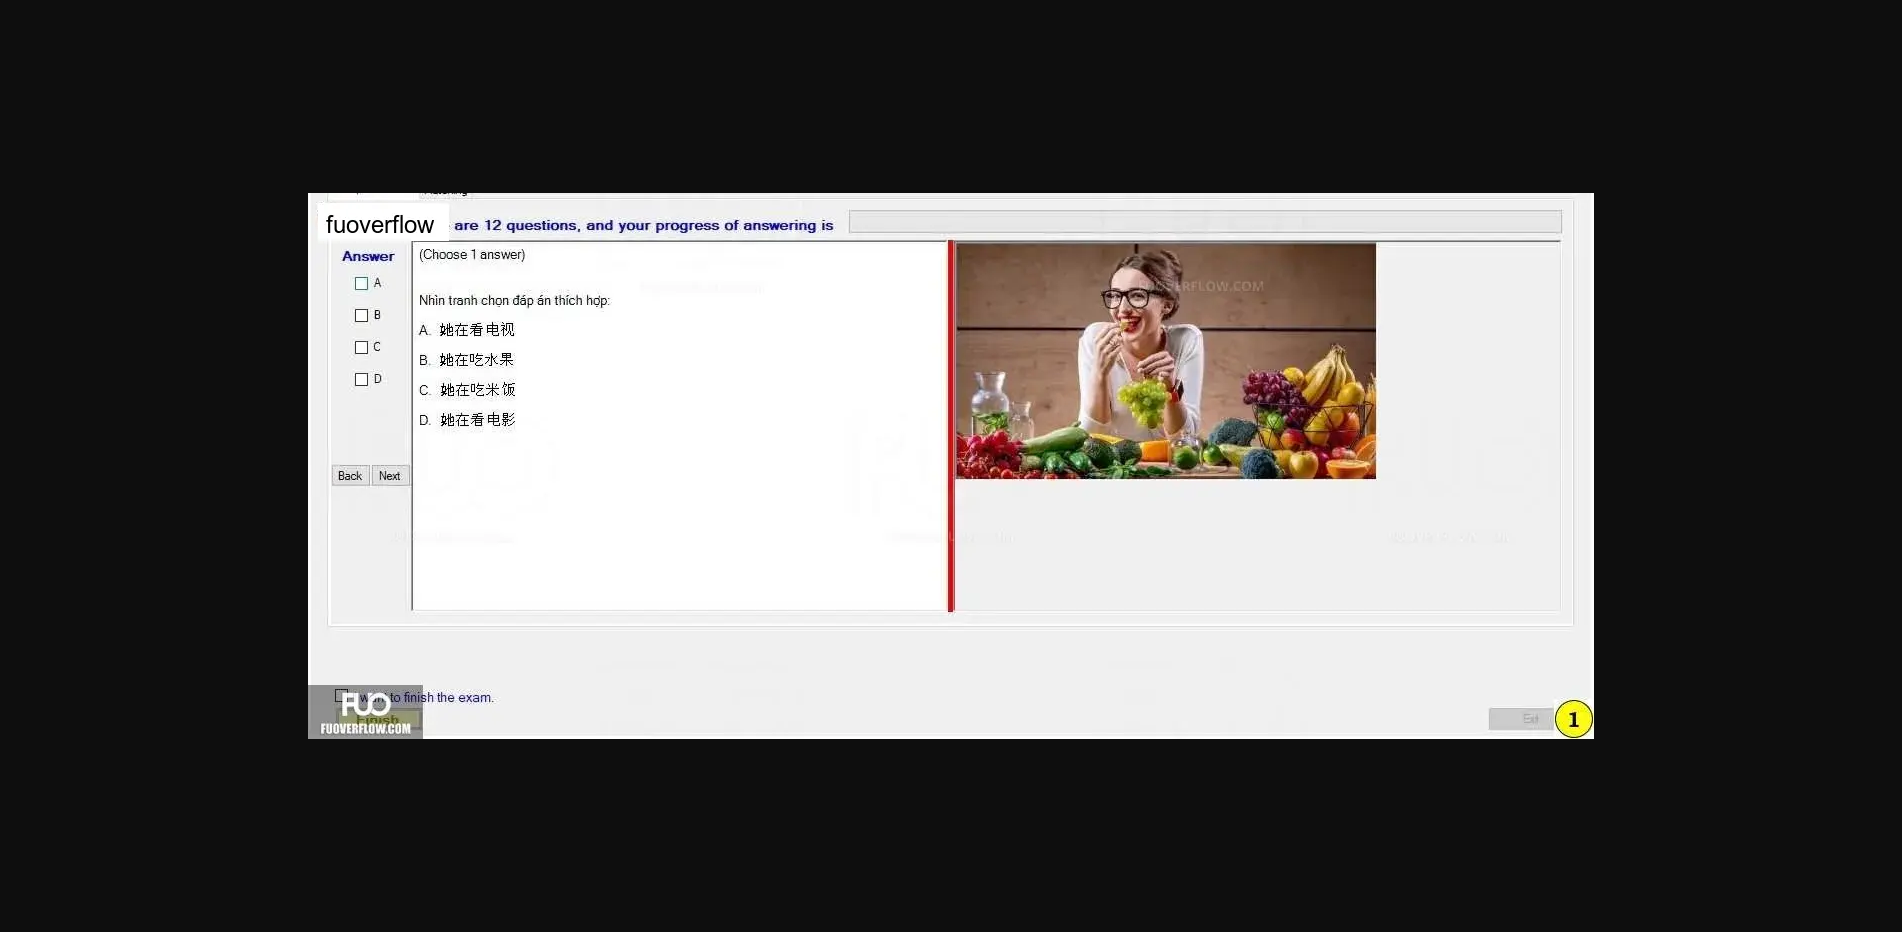 fuoverflow
are 12 questions, and your progress of answering is
Answer
(Choose 1 answer)
A
B
C
D
Nhìn tranh chọn đáp án thích hợp:
A. 她在看电视
B. 她在吃水果
C. 她在吃米饭
D. 她在看电影
Back Next
FUOVERFLOW.COM
want to finish the exam.
Finish
FUO
FUOVERFLOW.COM
Exit
1